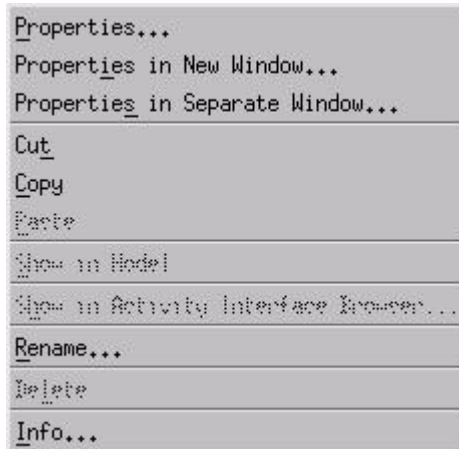 Properties...
Properties in New Window...
Properties in Separate Window...
Cut
Copy
Paste
Show in Model
Show in Activity Interface Browser...
Rename...
Delete
Info...